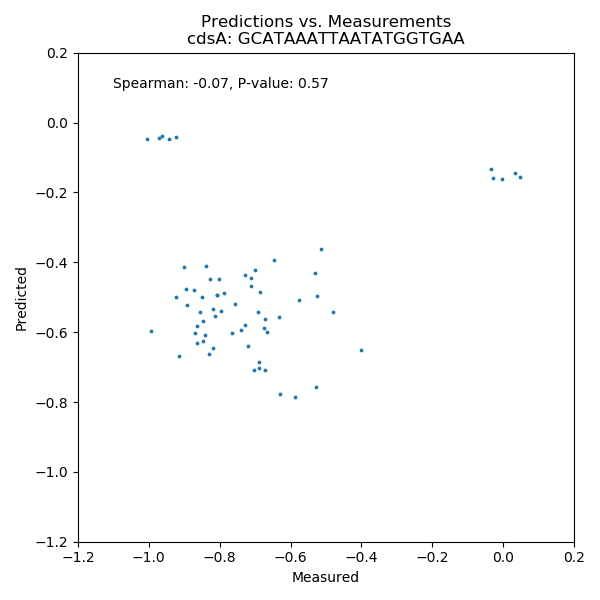 Predictions vs. Measurements
cdsA: GCATAAATTAATATGGTGAA
Spearman: -0.07, P-value: 0.57
0.2
0.0
−0.2
−0.4
−0.6
−0.8
−1.0
−1.2
Predicted
−1.2 −1.0 −0.8 −0.6 −0.4 −0.2 0.0 0.2
Measured